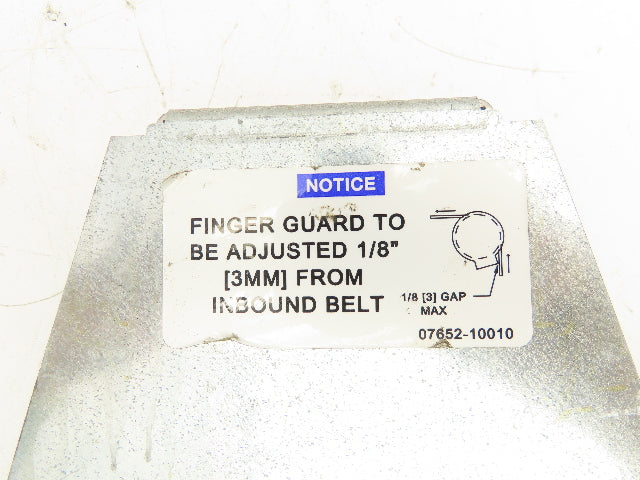 NOTICE
FINGER GUARD TO
BE ADJUSTED 1/8"
[3MM] FROM
INBOUND BELT
1/8 [3] GAP
MAX
07652-10010